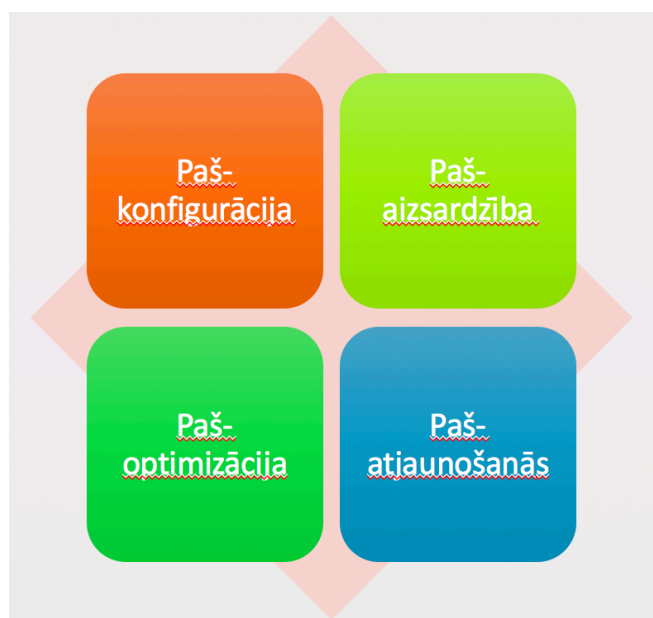 Paš-
konfigurācija
Paš-
aizsardzība
Paš-
optimizācija
Paš-
atjaunošanās